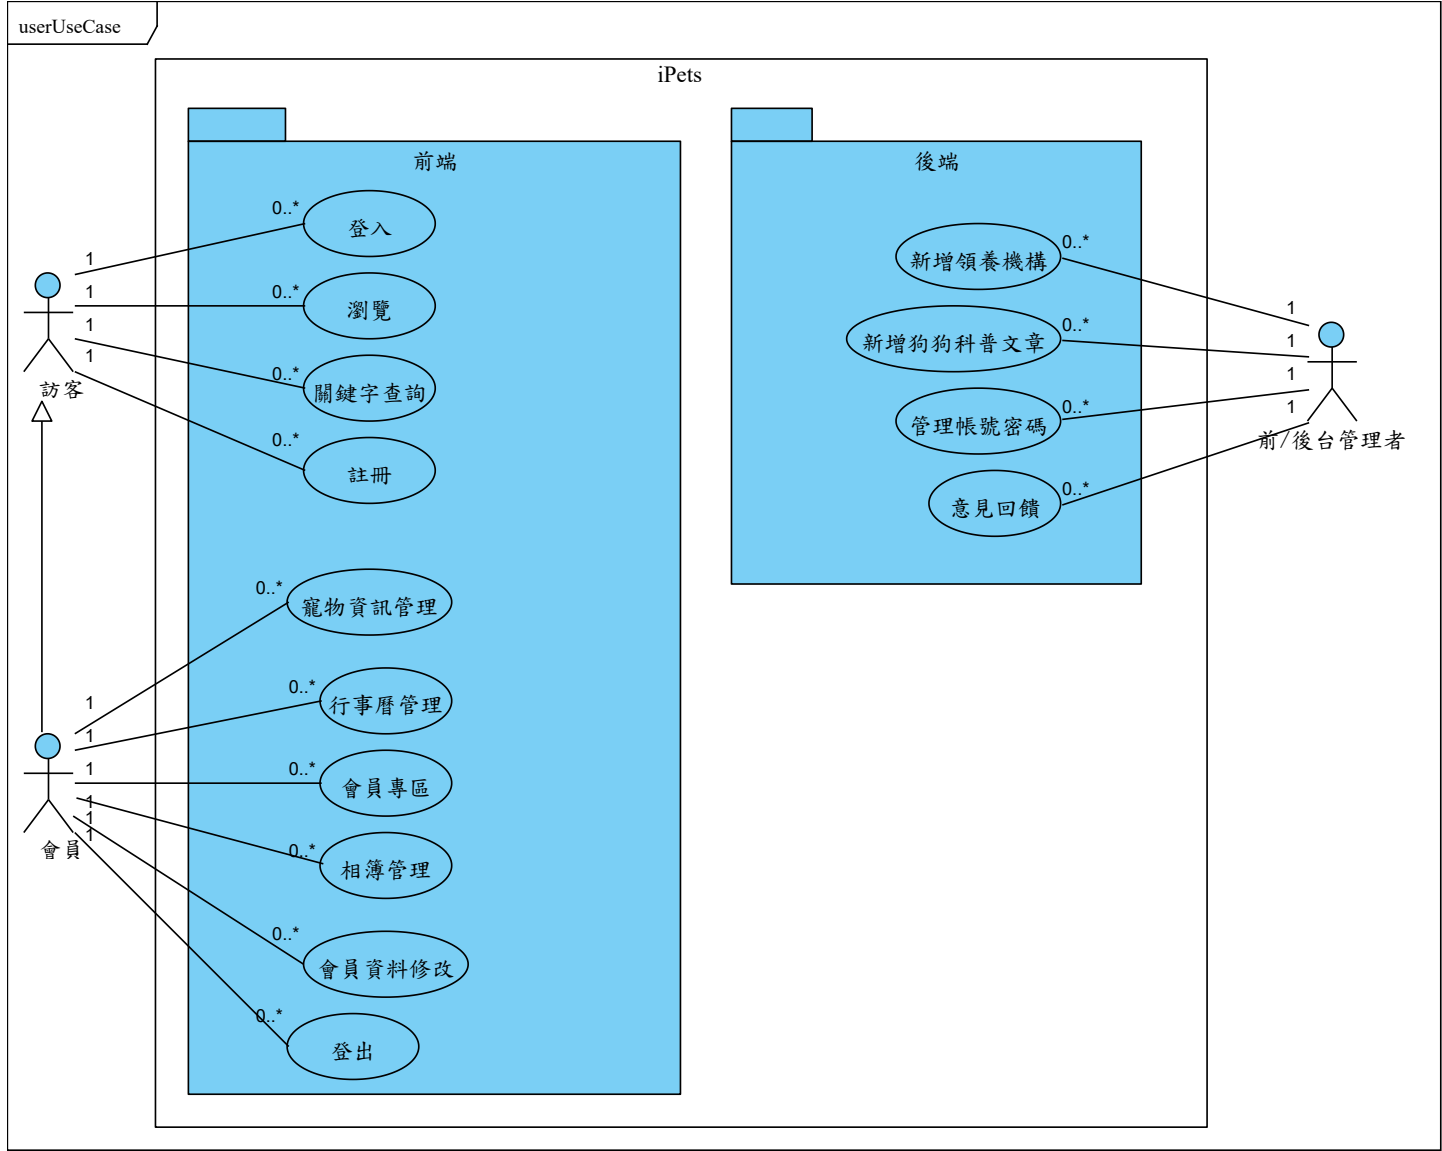 userUseCase
iPets
前端
後端
0..*
登入
1
0..*
瀏覽
1
0..*
關鍵字查詢
1
0..*
註冊
1
訪客
0..*
寵物資訊管理
1
0..*
行事曆管理
1
0..*
會員專區
1
0..*
相簿管理
1
0..*
會員資料修改
1
0..*
登出
1
會員
0..*
新增領養機構
1
0..*
新增狗狗科普文章
1
0..*
管理帳號密碼
1
0..*
意見回饋
1
前/後台管理者